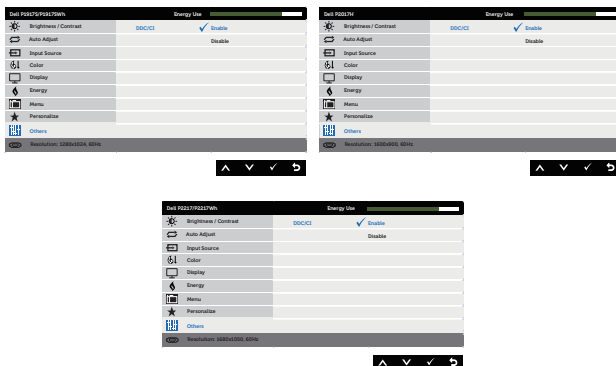 Dell P1917S/P1917SWh Energy Use
Brightness / Contrast DDC/CI Enable
Auto Adjust Disable
Input Source
Color
Display
Energy
Menu
Personalize
Others
Resolution: 1280x1024, 60Hz
Dell P2017H Energy Use
Brightness / Contrast DDC/CI Enable
Auto Adjust Disable
Input Source
Color
Display
Energy
Menu
Personalize
Others
Resolution: 1600x900, 60Hz
Dell P2217/P2217Wh Energy Use
Brightness / Contrast DDC/CI Enable
Auto Adjust Disable
Input Source
Color
Display
Energy
Menu
Personalize
Others
Resolution: 1680x1050, 60Hz